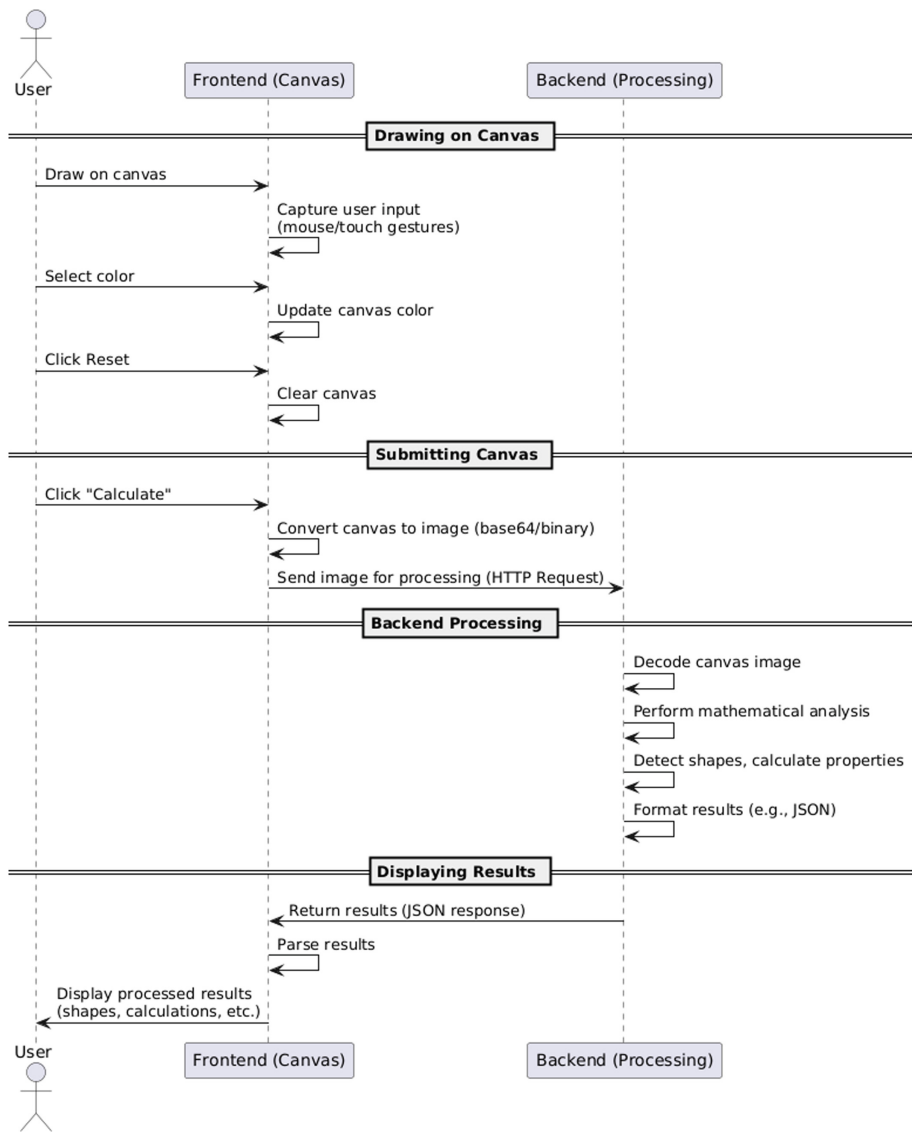 User
Frontend (Canvas)
Backend (Processing)
Drawing on Canvas
Draw on canvas
Capture user input
(mouse/touch gestures)
Select color
Update canvas color
Click Reset
Clear canvas
Submitting Canvas
Click "Calculate"
Convert canvas to image (base64/binary)
Send image for processing (HTTP Request)
Backend Processing
Decode canvas image
Perform mathematical analysis
Detect shapes, calculate properties
Format results (e.g., JSON)
Displaying Results
Return results (JSON response)
Parse results
Display processed results
(shapes, calculations, etc.)
User
Frontend (Canvas)
Backend (Processing)